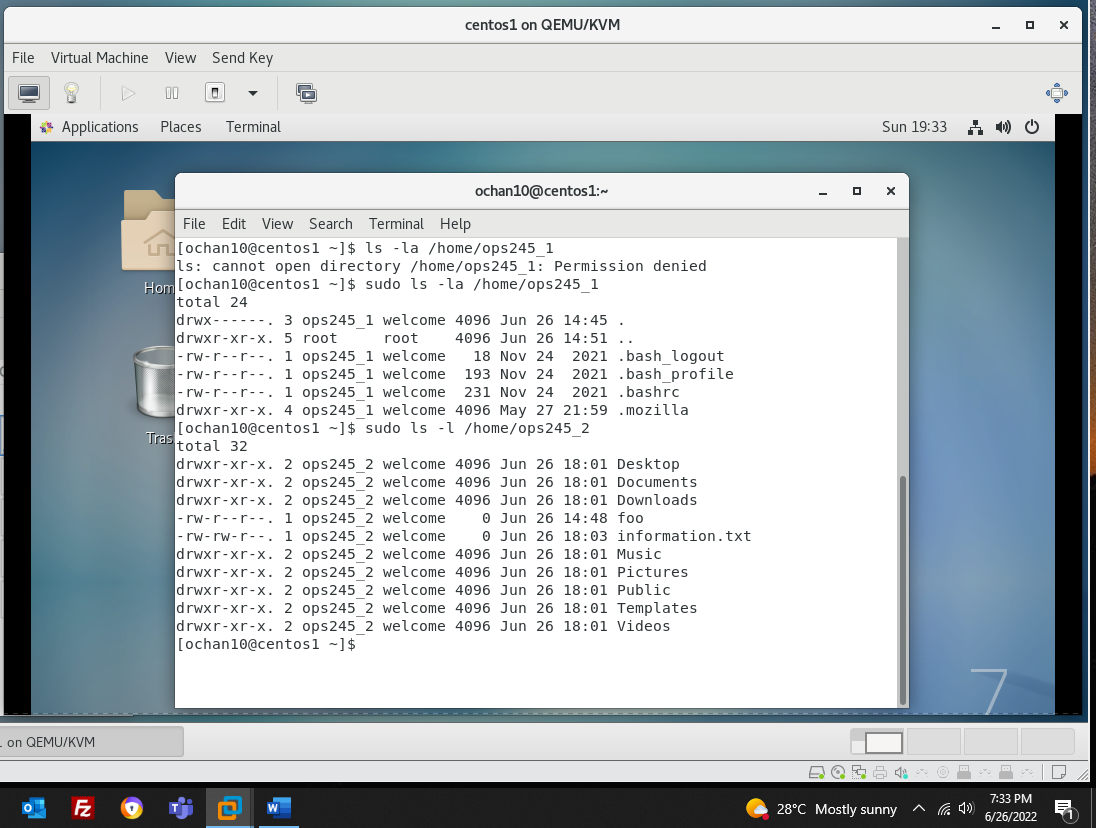 centos1 on QEMU/KVM
File Virtual Machine View Send Key
Applications Places Terminal Sun 19:33
Home
Trash
ochan10@centos1:~
File Edit View Search Terminal Help
[ochan10@centos1 ~]$ ls -la /home/ops245_1
ls: cannot open directory /home/ops245_1: Permission denied
[ochan10@centos1 ~]$ sudo ls -la /home/ops245_1
total 24
drwx------. 3 ops245_1 welcome 4096 Jun 26 14:45 .
drwxr-xr-x. 5 root     root    4096 Jun 26 14:51 ..
-rw-r--r--. 1 ops245_1 welcome   18 Nov 24  2021 .bash_logout
-rw-r--r--. 1 ops245_1 welcome  193 Nov 24  2021 .bash_profile
-rw-r--r--. 1 ops245_1 welcome  231 Nov 24  2021 .bashrc
drwxr-xr-x. 4 ops245_1 welcome 4096 May 27 21:59 .mozilla
[ochan10@centos1 ~]$ sudo ls -l /home/ops245_2
total 32
drwxr-xr-x. 2 ops245_2 welcome 4096 Jun 26 18:01 Desktop
drwxr-xr-x. 2 ops245_2 welcome 4096 Jun 26 18:01 Documents
drwxr-xr-x. 2 ops245_2 welcome 4096 Jun 26 18:01 Downloads
-rw-r--r--. 1 ops245_2 welcome    0 Jun 26 14:48 foo
-rw-rw-r--. 1 ops245_2 welcome    0 Jun 26 18:03 information.txt
drwxr-xr-x. 2 ops245_2 welcome 4096 Jun 26 18:01 Music
drwxr-xr-x. 2 ops245_2 welcome 4096 Jun 26 18:01 Pictures
drwxr-xr-x. 2 ops245_2 welcome 4096 Jun 26 18:01 Public
drwxr-xr-x. 2 ops245_2 welcome 4096 Jun 26 18:01 Templates
drwxr-xr-x. 2 ops245_2 welcome 4096 Jun 26 18:01 Videos
[ochan10@centos1 ~]$
7
on QEMU/KVM
28°C Mostly sunny
7:33 PM
6/26/2022
1